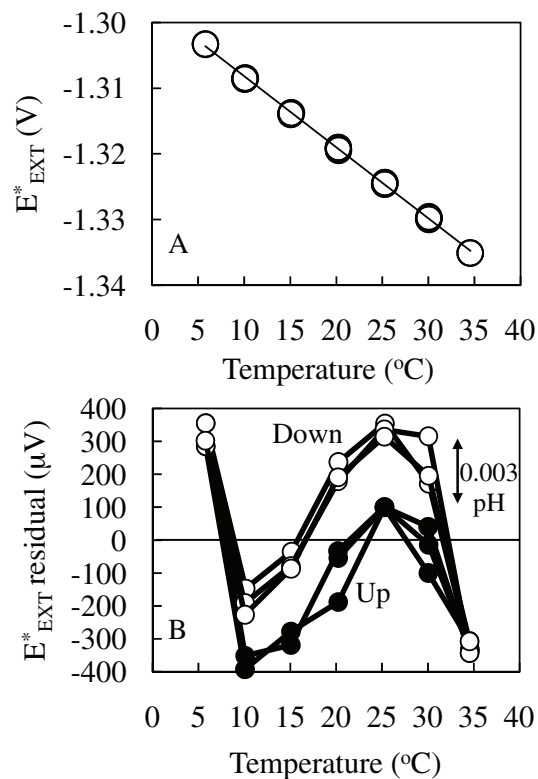 -1.30
-1.31
-1.32
-1.33
-1.34
E*EXT (V)
A
0 5 10 15 20 25 30 35 40
Temperature (oC)
400
300
200
100
0
-100
-200
-300
-400
E*EXT residual (µV)
Down
0.003
pH
Up
B
0 5 10 15 20 25 30 35 40
Temperature (oC)